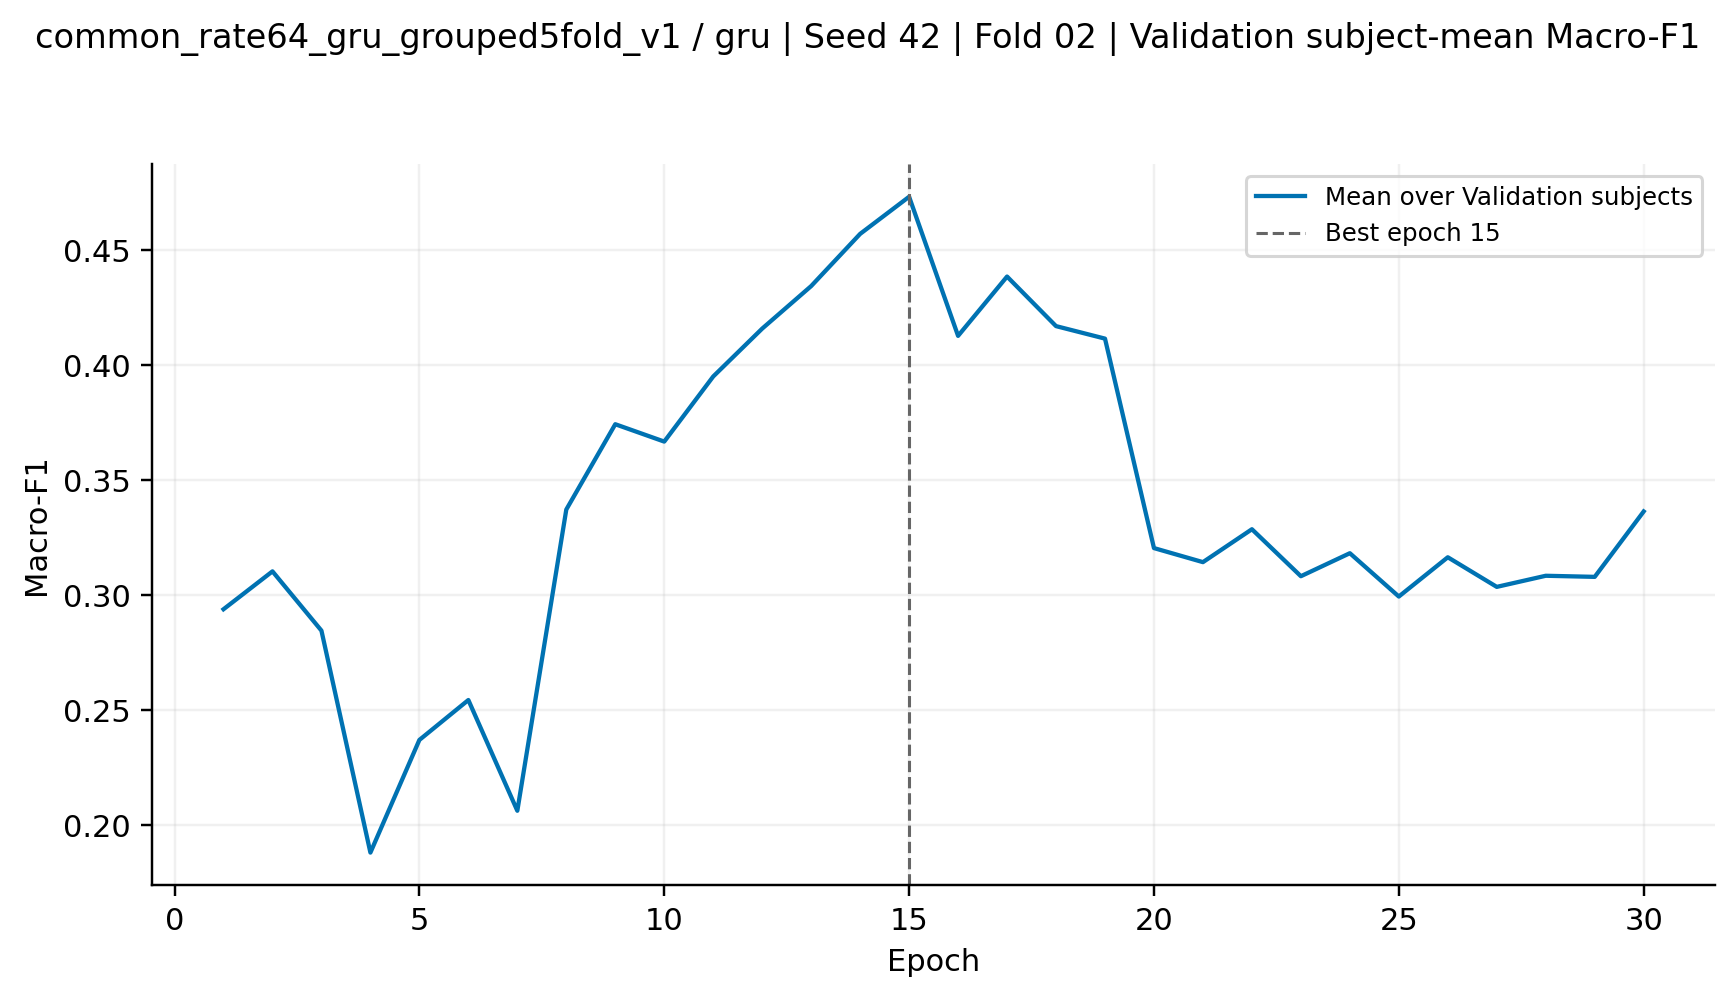 common_rate64_gru_grouped5fold_v1 / gru | Seed 42 | Fold 02 | Validation subject-mean Macro-F1
Mean over Validation subjects
Best epoch 15
Macro-F1
0.45
0.40
0.35
0.30
0.25
0.20
0 5 10 15 20 25 30
Epoch